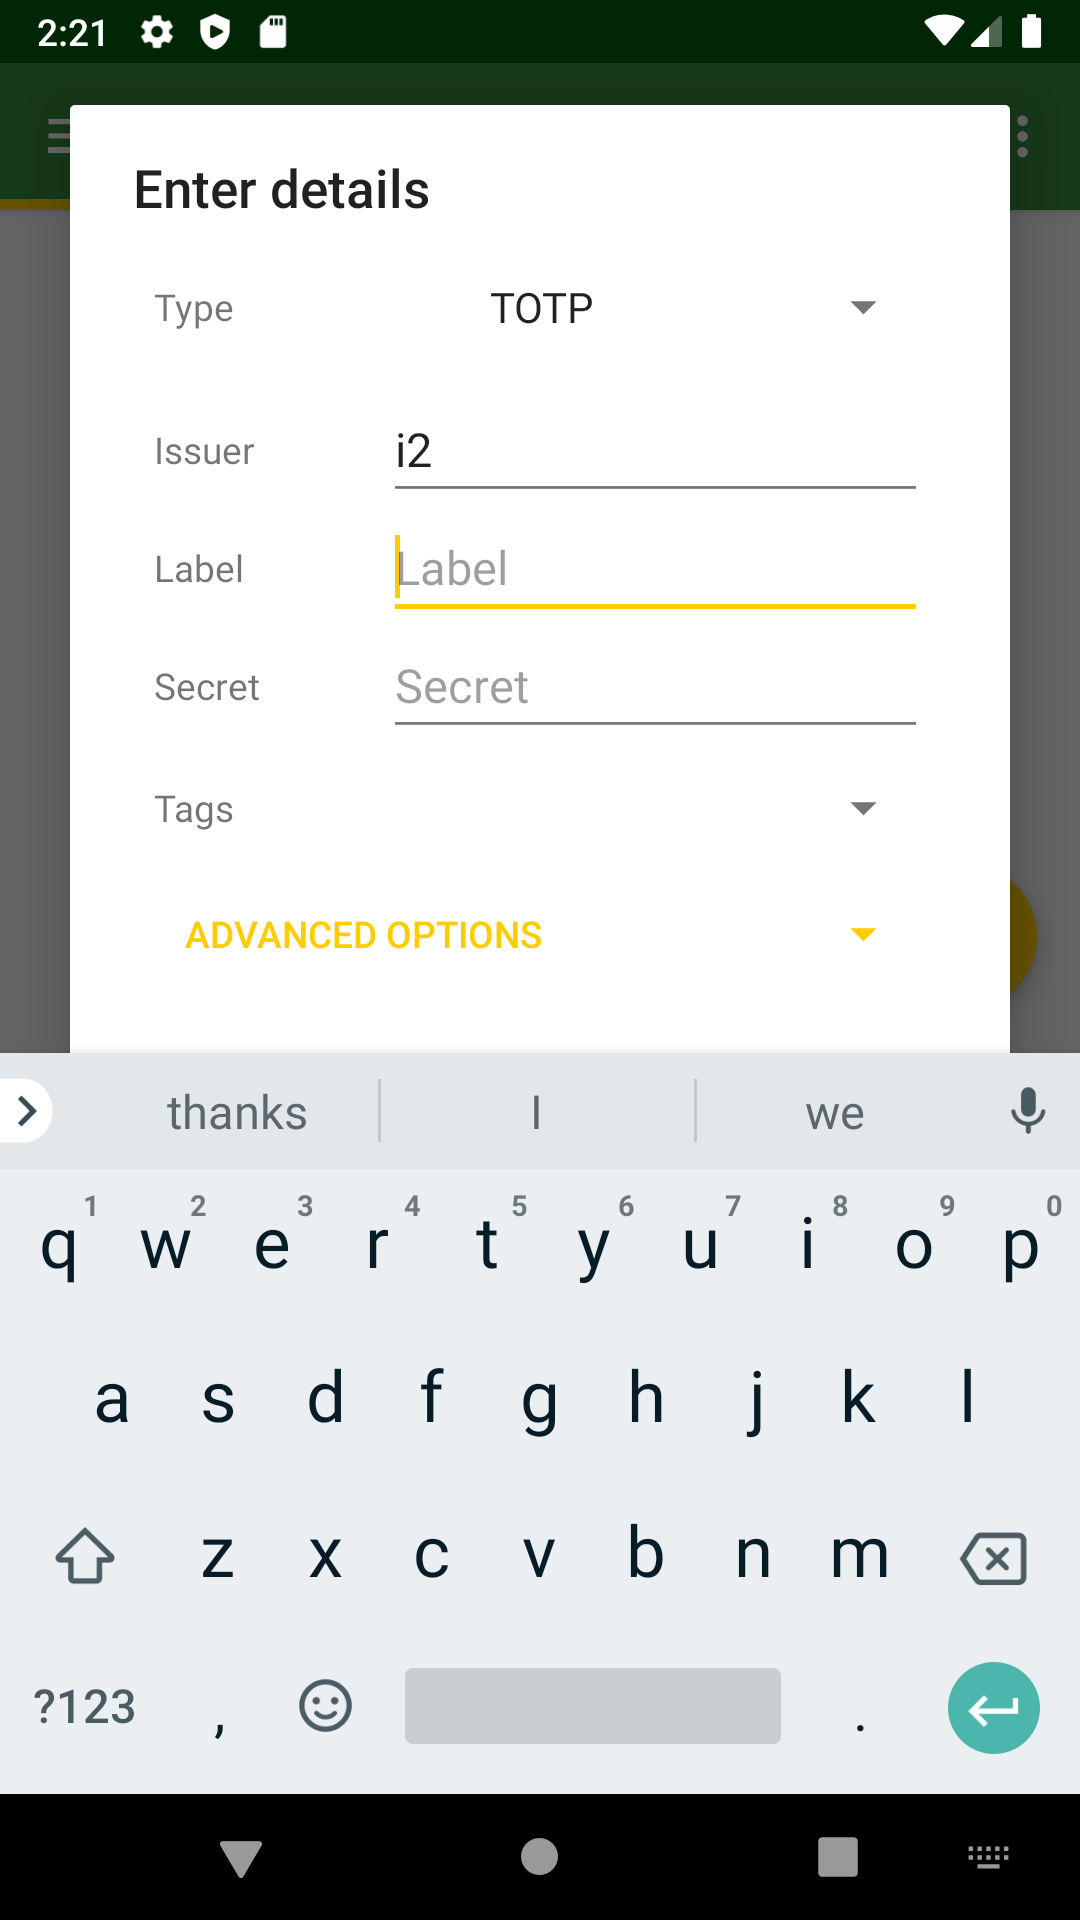 2:21
Enter details
Type TOTP
Issuer i2
Label Label
Secret Secret
Tags
ADVANCED OPTIONS
thanks I we
1 2 3 4 5 6 7 8 9 0
q w e r t y u i o p
a s d f g h j k l
z x c v b n m
?123 , .